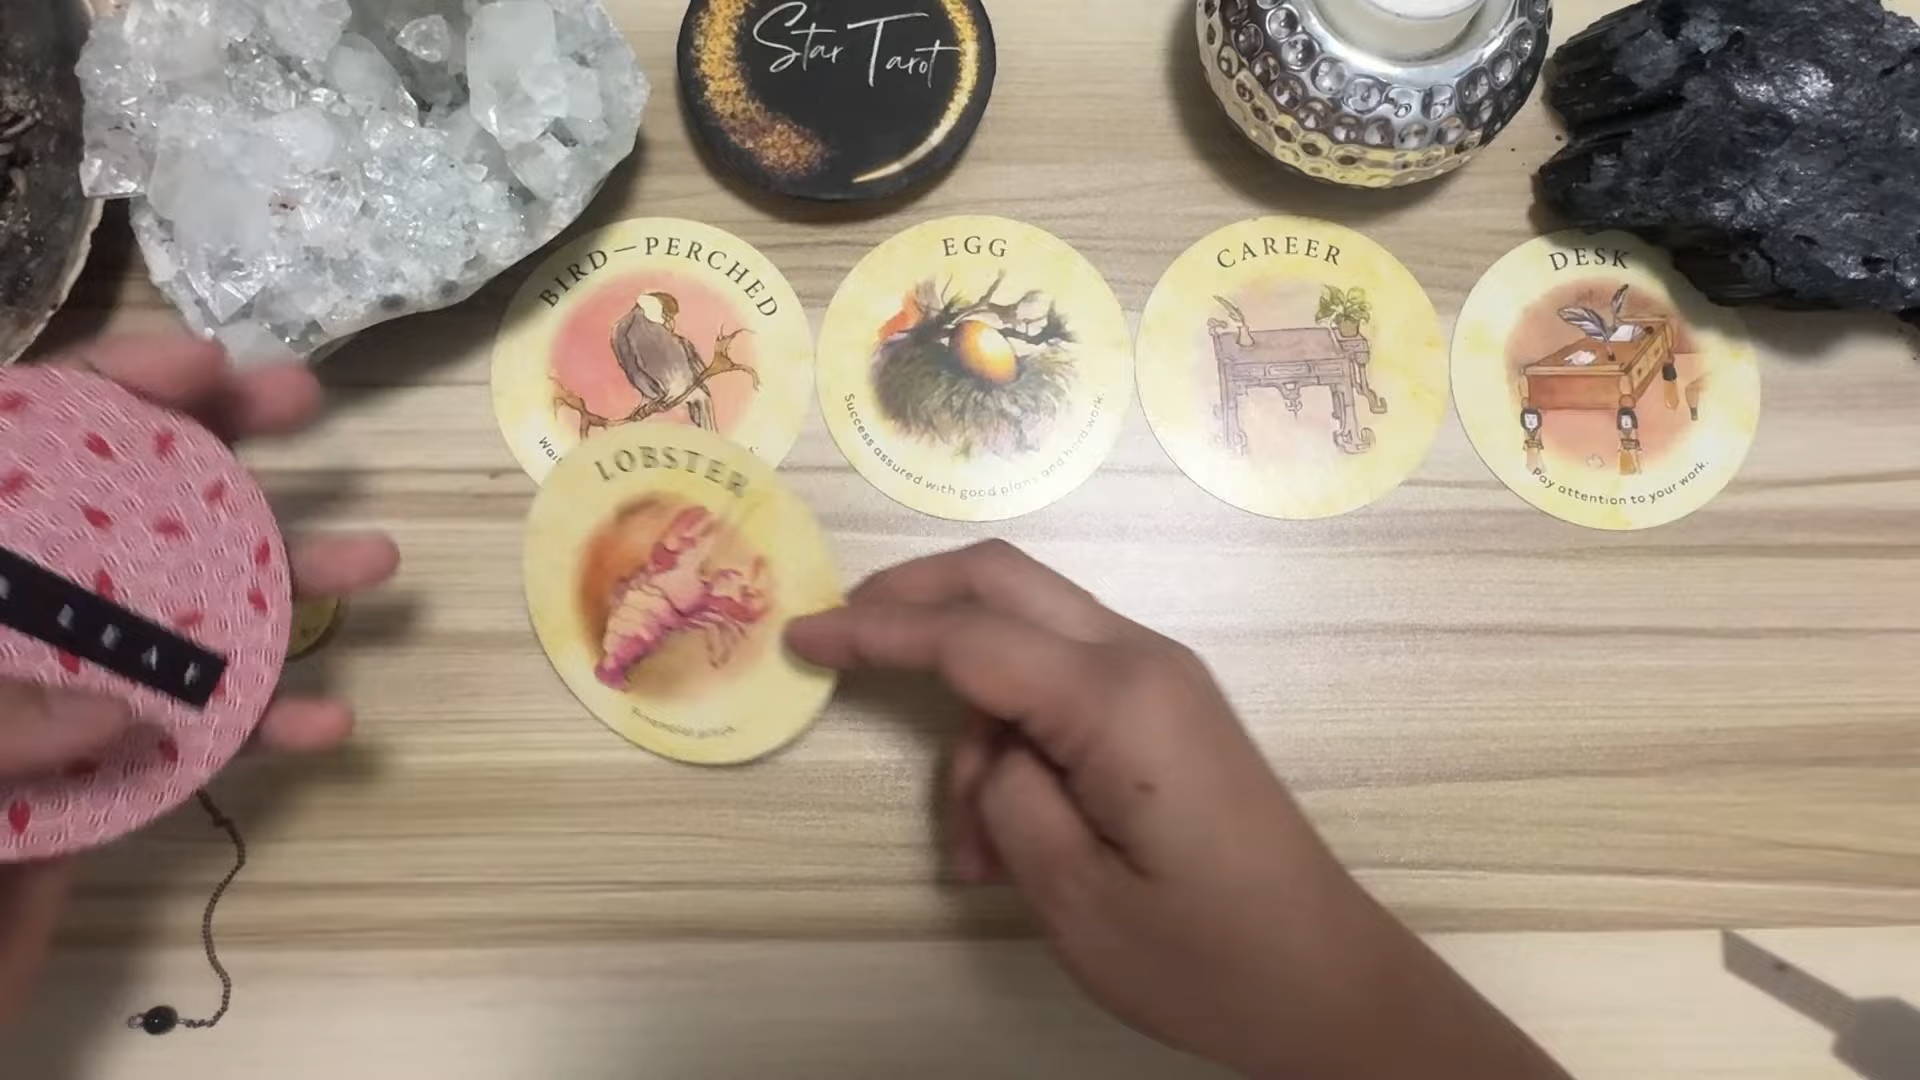 Star Tarot
BIRD—PERCHED
EGG
Success assured with good plans and hard work.
CAREER
DESK
Pay attention to your work.
LOBSTER